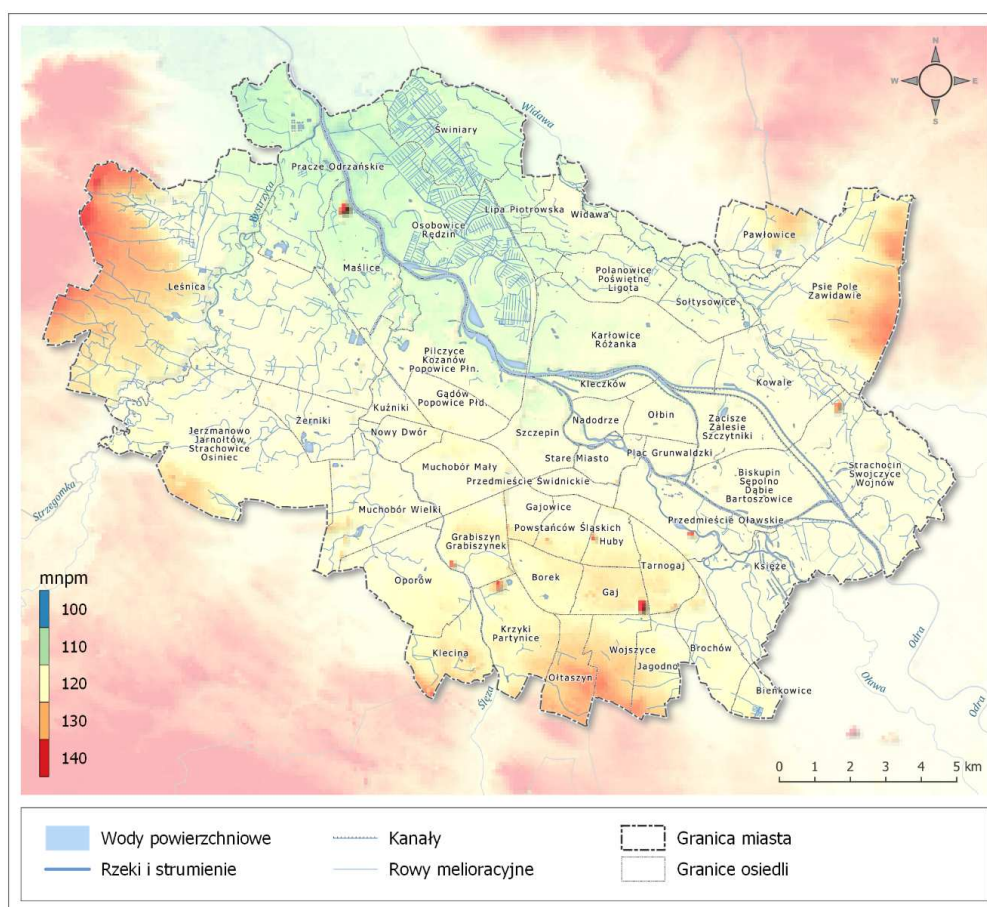 N
W
E
S
Widawa
Świniary
Pracze Odrzańskie
Bystrzyca
Lipa Piotrowska
Widawa
Osobowice
Rędzin
Pawłowice
Maślice
Polanowice
Poświętne
Ligota
Psie Pole
Zawidawie
Leśnica
Sołtysowice
Karłowice
Różanka
Pilczyce
Kozanów
Popowice Płn.
Kleczków
Kowale
Gądów
Popowice Płd.
Kuźniki
Nadodrze
Ołbin
Zacisze
Zalesie
Szczytniki
Żerniki
Jerzmanowo
Jarnołtów
Strachowice
Osiniec
Nowy Dwór
Szczepin
Stare Miasto
Plac Grunwaldzki
Muchobór Mały
Przedmieście Świdnickie
Biskupin
Sępolno
Dąbie
Bartoszowice
Strachocin
Swojczyce
Wojnów
Strzegomka
Muchobór Wielki
Gajowice
Powstańców Śląskich
Przedmieście Oławskie
Huby
Grabiszyn
Grabiszynek
Tarnogaj
Księże
Oporów
Borek
Gaj
Krzyki
Partynice
Klecina
Wojszyce
Brochów
Jagodno
Ołtaszyn
Bieńkowice
Ślęza
Oława
Odra
Odra
mnpm
100
110
120
130
140
0 1 2 3 4 5 km
Wody powierzchniowe
Kanały
Granica miasta
Rzeki i strumienie
Rowy melioracyjne
Granice osiedli